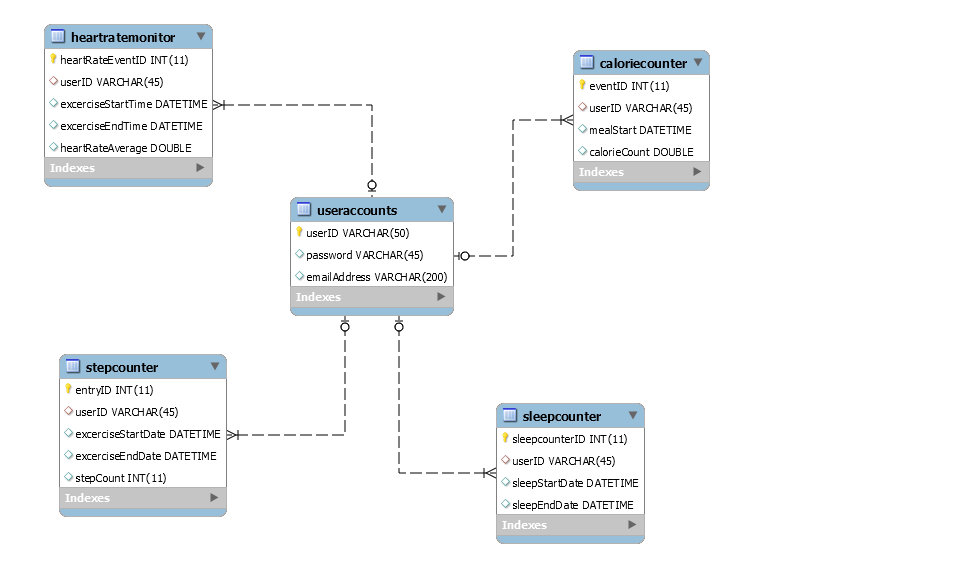 heartratemonitor
heartRateEventID INT(11)
userID VARCHAR(45)
excerciseStartTime DATETIME
excerciseEndTime DATETIME
heartRateAverage DOUBLE
Indexes
caloriecounter
eventID INT(11)
userID VARCHAR(45)
mealStart DATETIME
calorieCount DOUBLE
Indexes
useraccounts
userID VARCHAR(50)
password VARCHAR(45)
emailAddress VARCHAR(200)
Indexes
stepcounter
entryID INT(11)
userID VARCHAR(45)
excerciseStartDate DATETIME
excerciseEndDate DATETIME
stepCount INT(11)
Indexes
sleepcounter
sleepcounterID INT(11)
userID VARCHAR(45)
sleepStartDate DATETIME
sleepEndDate DATETIME
Indexes